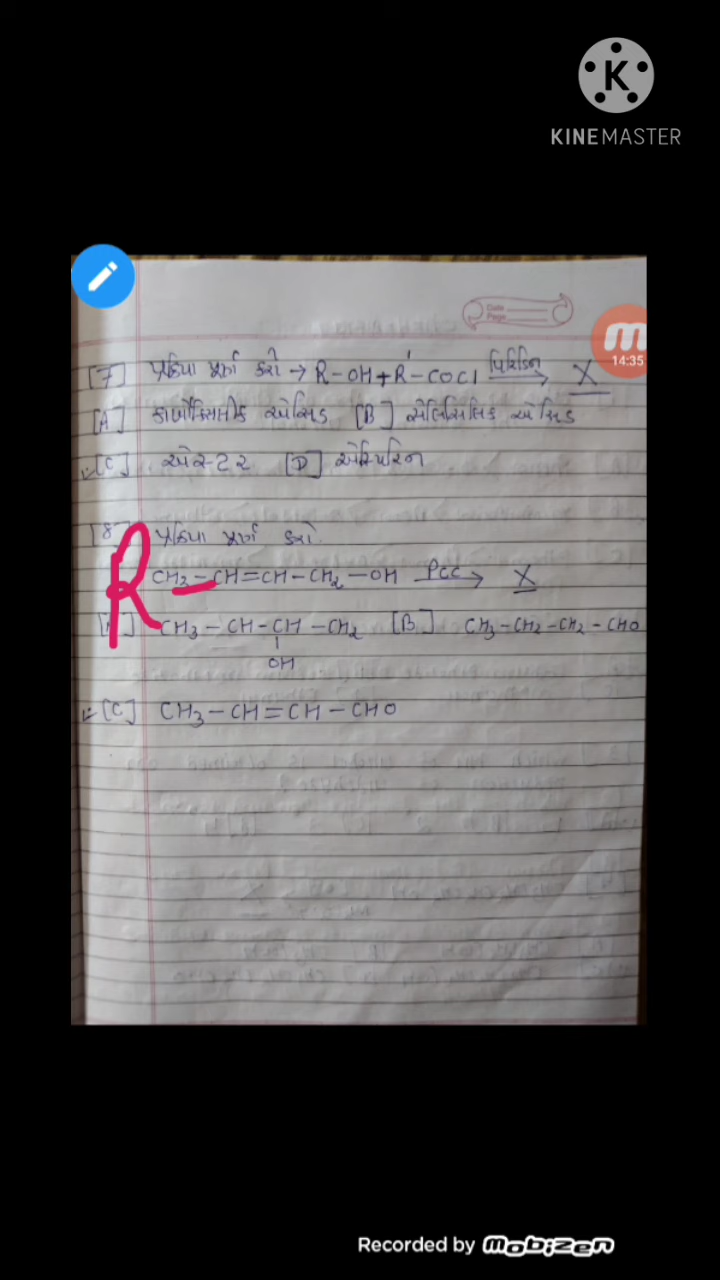 KINEMASTER
Date
Page
14:35
[7] પ્રક્રિયા પૂર્ણ કરો → R-OH + R'-COCl પિરિડિન → X
[A] કાર્બોક્સિલીક એસિડ [B] સેલિસિલિક એસિડ
[C] એસ્ટર [D] એસ્પિરિન
[8] પ્રક્રિયા પૂર્ણ કરો.
R
CH3-CH=CH-CH2-OH PCC → X
[A] CH3-CH-CH-CH2 [B] CH3-CH2-CH2-CHO
OH
[C] CH3-CH=CH-CHO
Recorded by mobizen